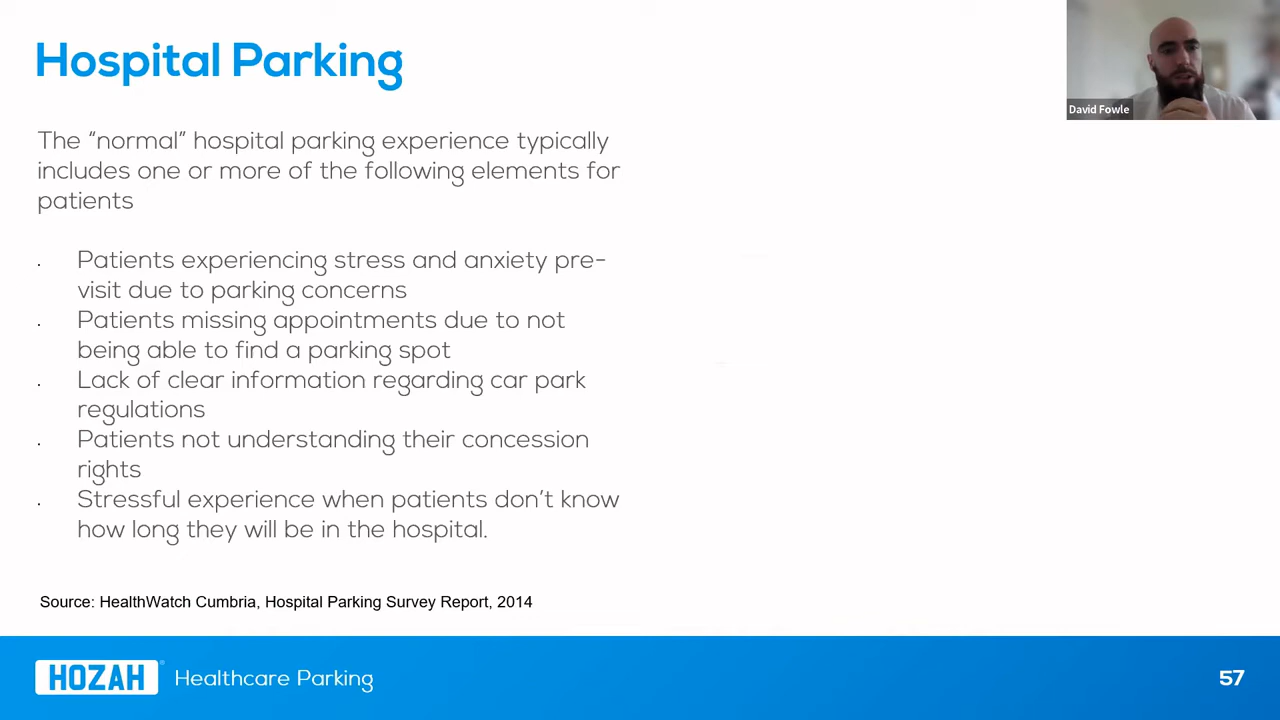 Hospital Parking
David Fowle
The “normal” hospital parking experience typically
includes one or more of the following elements for
patients
· Patients experiencing stress and anxiety pre-
visit due to parking concerns
· Patients missing appointments due to not
being able to find a parking spot
· Lack of clear information regarding car park
regulations
· Patients not understanding their concession
rights
· Stressful experience when patients don’t know
how long they will be in the hospital.
Source: HealthWatch Cumbria, Hospital Parking Survey Report, 2014
HOZAH® Healthcare Parking
57